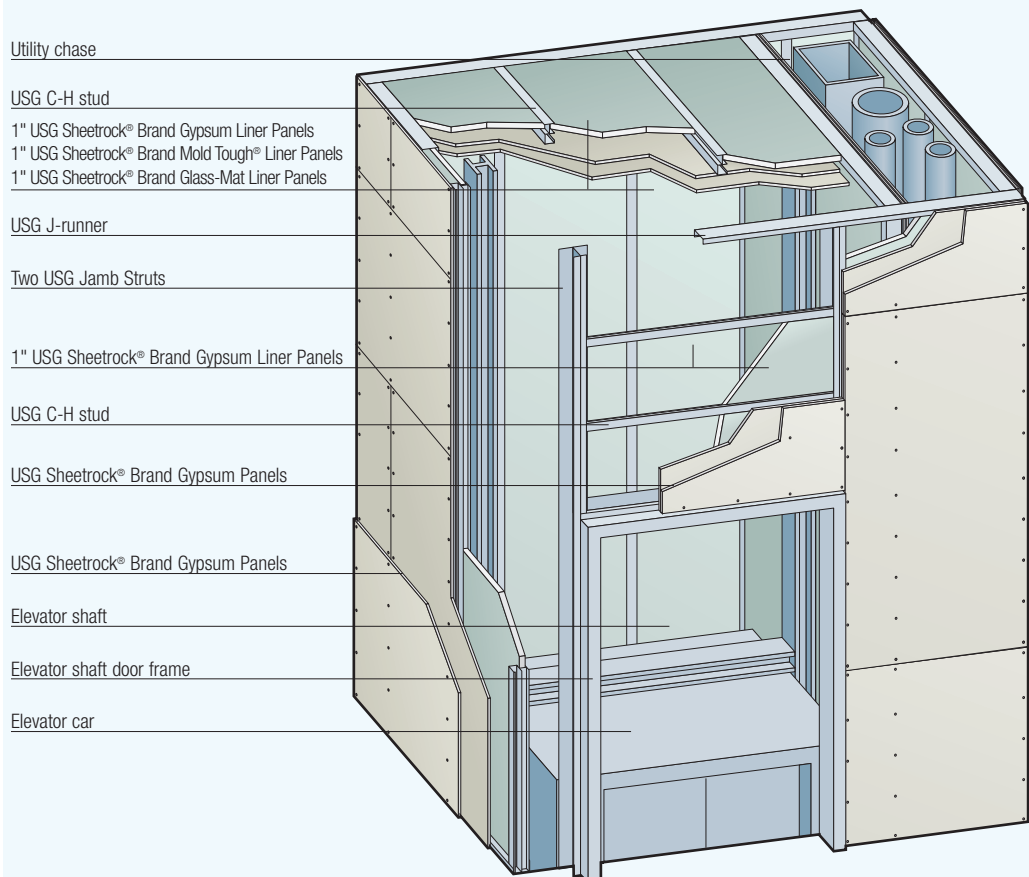 Utility chase
USG C-H stud
1" USG Sheetrock® Brand Gypsum Liner Panels
1" USG Sheetrock® Brand Mold Tough® Liner Panels
1" USG Sheetrock® Brand Glass-Mat Liner Panels
USG J-runner
Two USG Jamb Struts
1" USG Sheetrock® Brand Gypsum Liner Panels
USG C-H stud
USG Sheetrock® Brand Gypsum Panels
USG Sheetrock® Brand Gypsum Panels
Elevator shaft
Elevator shaft door frame
Elevator car